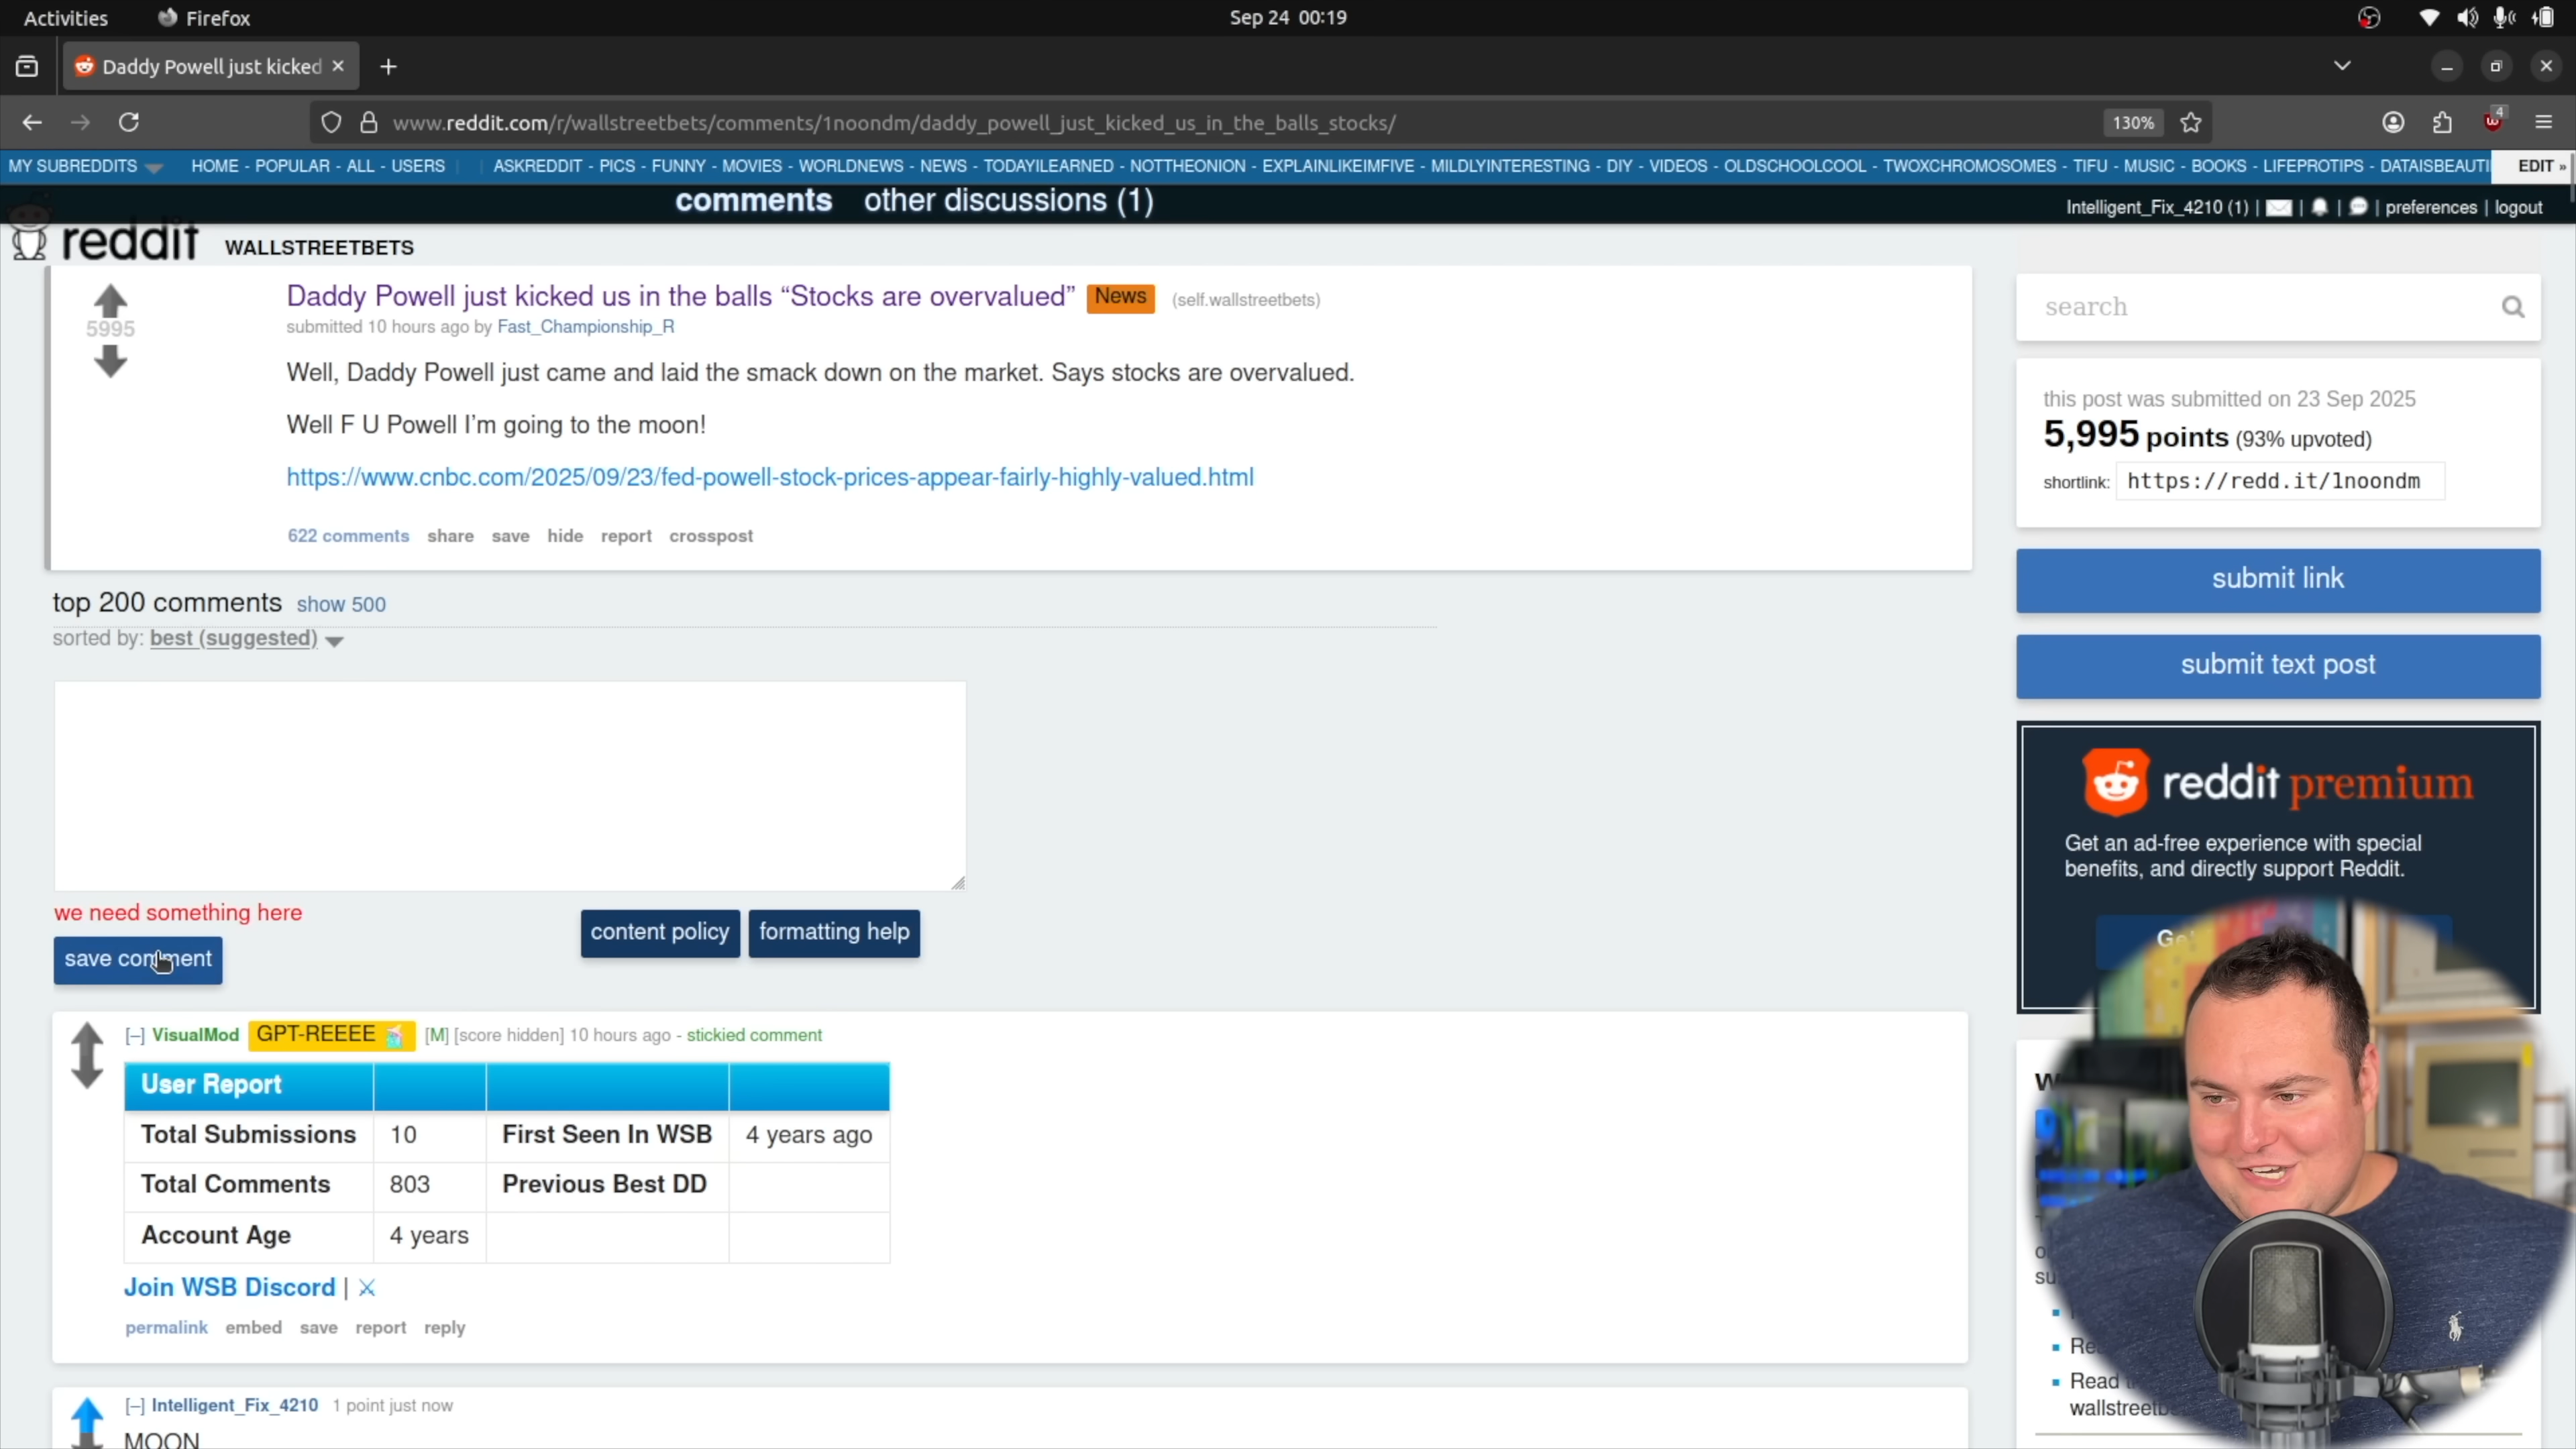 Activities Firefox Sep 24 00:19
Daddy Powell just kicked
www.reddit.com/r/wallstreetbets/comments/1noondm/daddy_powell_just_kicked_us_in_the_balls_stocks/ 130% 4
MY SUBREDDITS HOME - POPULAR - ALL - USERS | ASKREDDIT - PICS - FUNNY - MOVIES - WORLDNEWS - NEWS - TODAYILEARNED - NOTTHEONION - EXPLAINLIKEIMFIVE - MILDLYINTERESTING - DIY - VIDEOS - OLDSCHOOLCOOL - TWOXCHROMOSOMES - TIFU - MUSIC - BOOKS - LIFEPROTIPS - DATAISBEAUTI EDIT »
comments other discussions (1)
Intelligent_Fix_4210 (1) | | | | preferences | logout
reddit WALLSTREETBETS
Daddy Powell just kicked us in the balls “Stocks are overvalued” News (self.wallstreetbets)
5995
submitted 10 hours ago by Fast_Championship_R
Well, Daddy Powell just came and laid the smack down on the market. Says stocks are overvalued.
Well F U Powell I’m going to the moon!
https://www.cnbc.com/2025/09/23/fed-powell-stock-prices-appear-fairly-highly-valued.html
622 comments share save hide report crosspost
search
this post was submitted on 23 Sep 2025
5,995 points (93% upvoted)
shortlink: https://redd.it/1noondm
submit link
submit text post
reddit premium
Get an ad-free experience with special
benefits, and directly support Reddit.
top 200 comments show 500
sorted by: best (suggested)
we need something here
save comment
content policy formatting help
[–] VisualMod GPT-REEEE [M] [score hidden] 10 hours ago - stickied comment
User Report
Total Submissions 10 First Seen In WSB 4 years ago
Total Comments 803 Previous Best DD
Account Age 4 years
Join WSB Discord | ⚔
permalink embed save report reply
[–] Intelligent_Fix_4210 1 point just now
MOON
Read